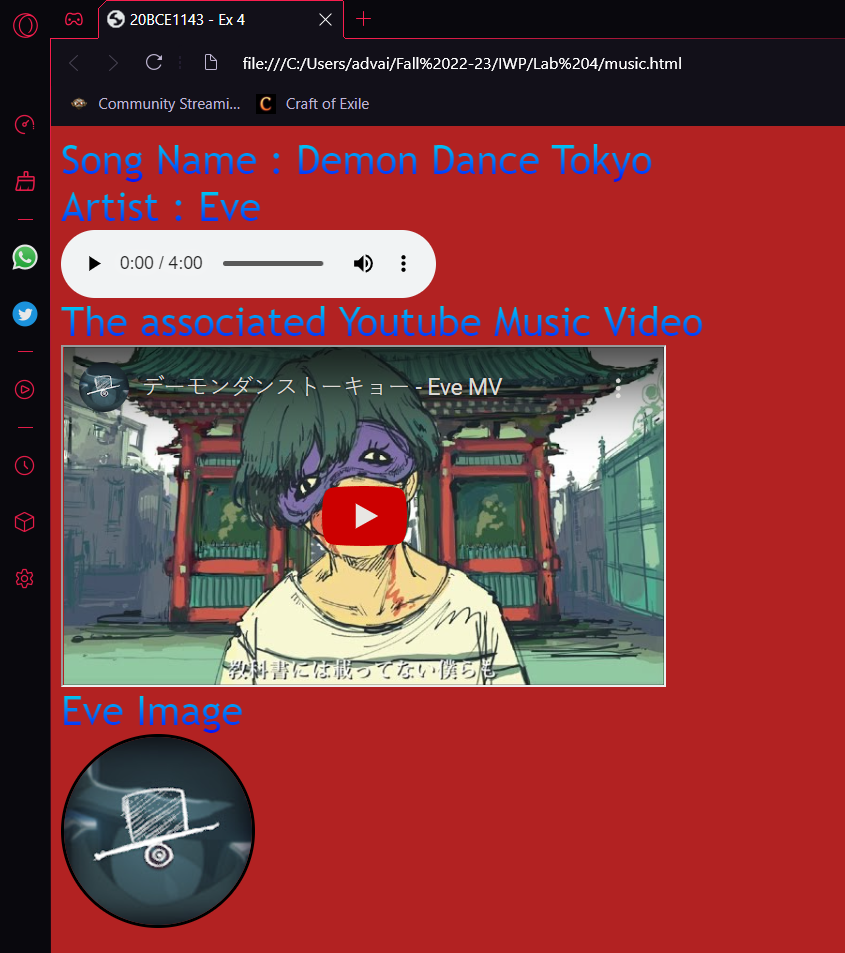 20BCE1143 - Ex 4
file:///C:/Users/advai/Fall%2022-23/IWP/Lab%204/music.html
Community Streami...
Craft of Exile
Song Name : Demon Dance Tokyo
Artist : Eve
0:00 / 4:00
The associated Youtube Music Video
デーモンダンストーキョー - Eve MV
教科書には載ってない僕らも
Eve Image